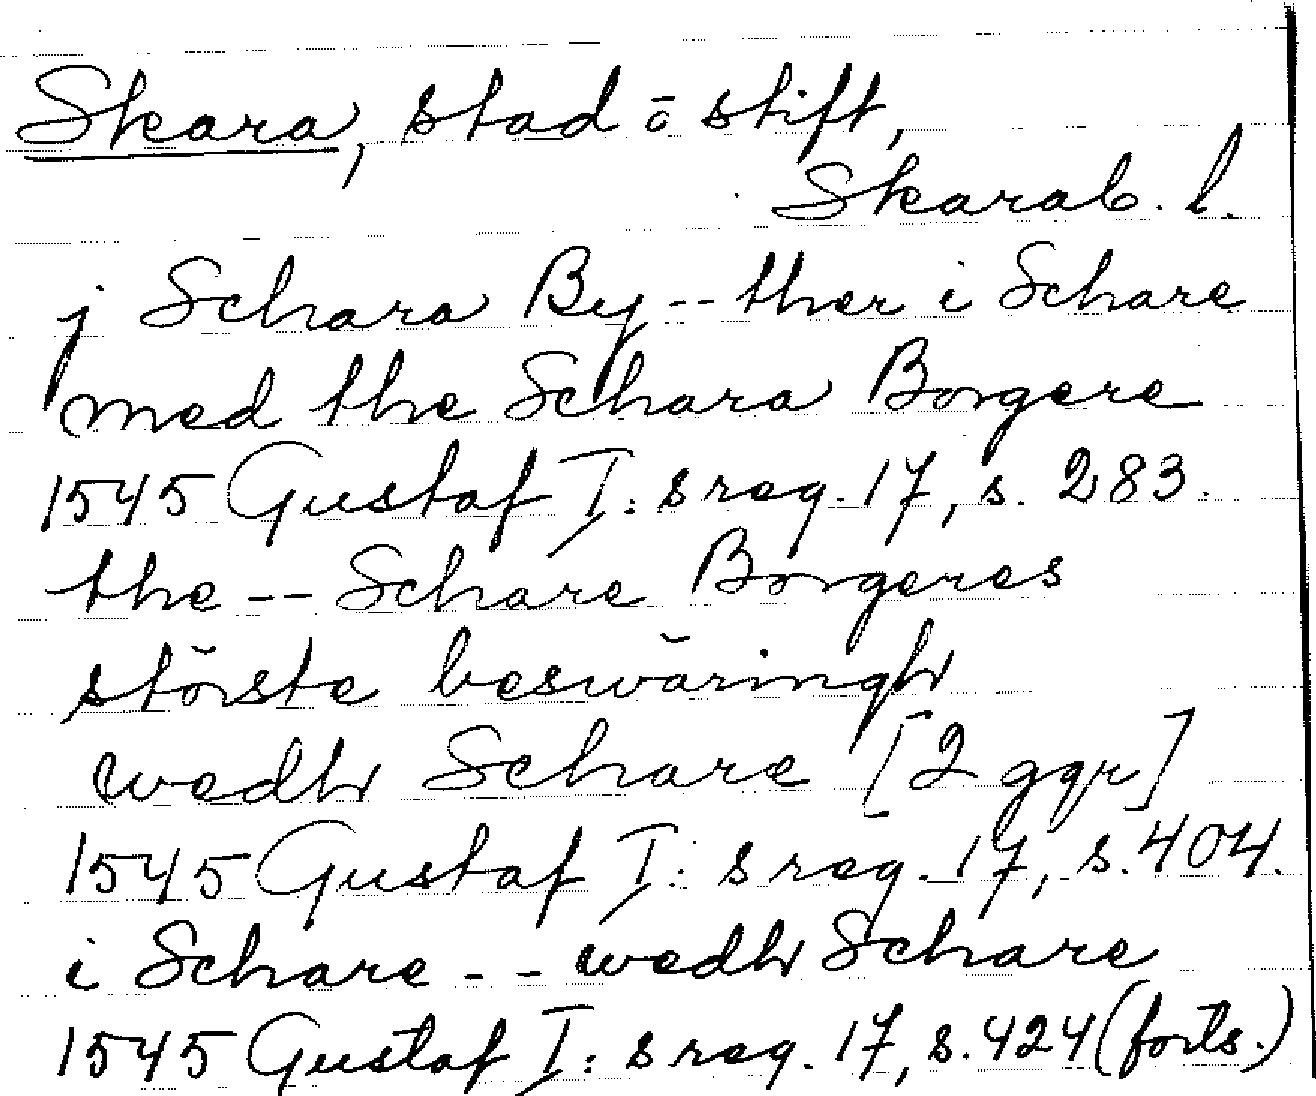 Skara, stad ō stift,
Skarab. l.
j Schara By -- ther i Schare
med the Schara Borgere
1545 Gustaf I: s reg. 17, s. 283.
the -- Schare Borgeres
störste beswäringh
wedh Schare [2 ggr]
1545 Gustaf I: s reg. 17, s. 404.
i Schare -- wedh Schare
1545 Gustaf I: s reg. 17, s. 424 (forts.)